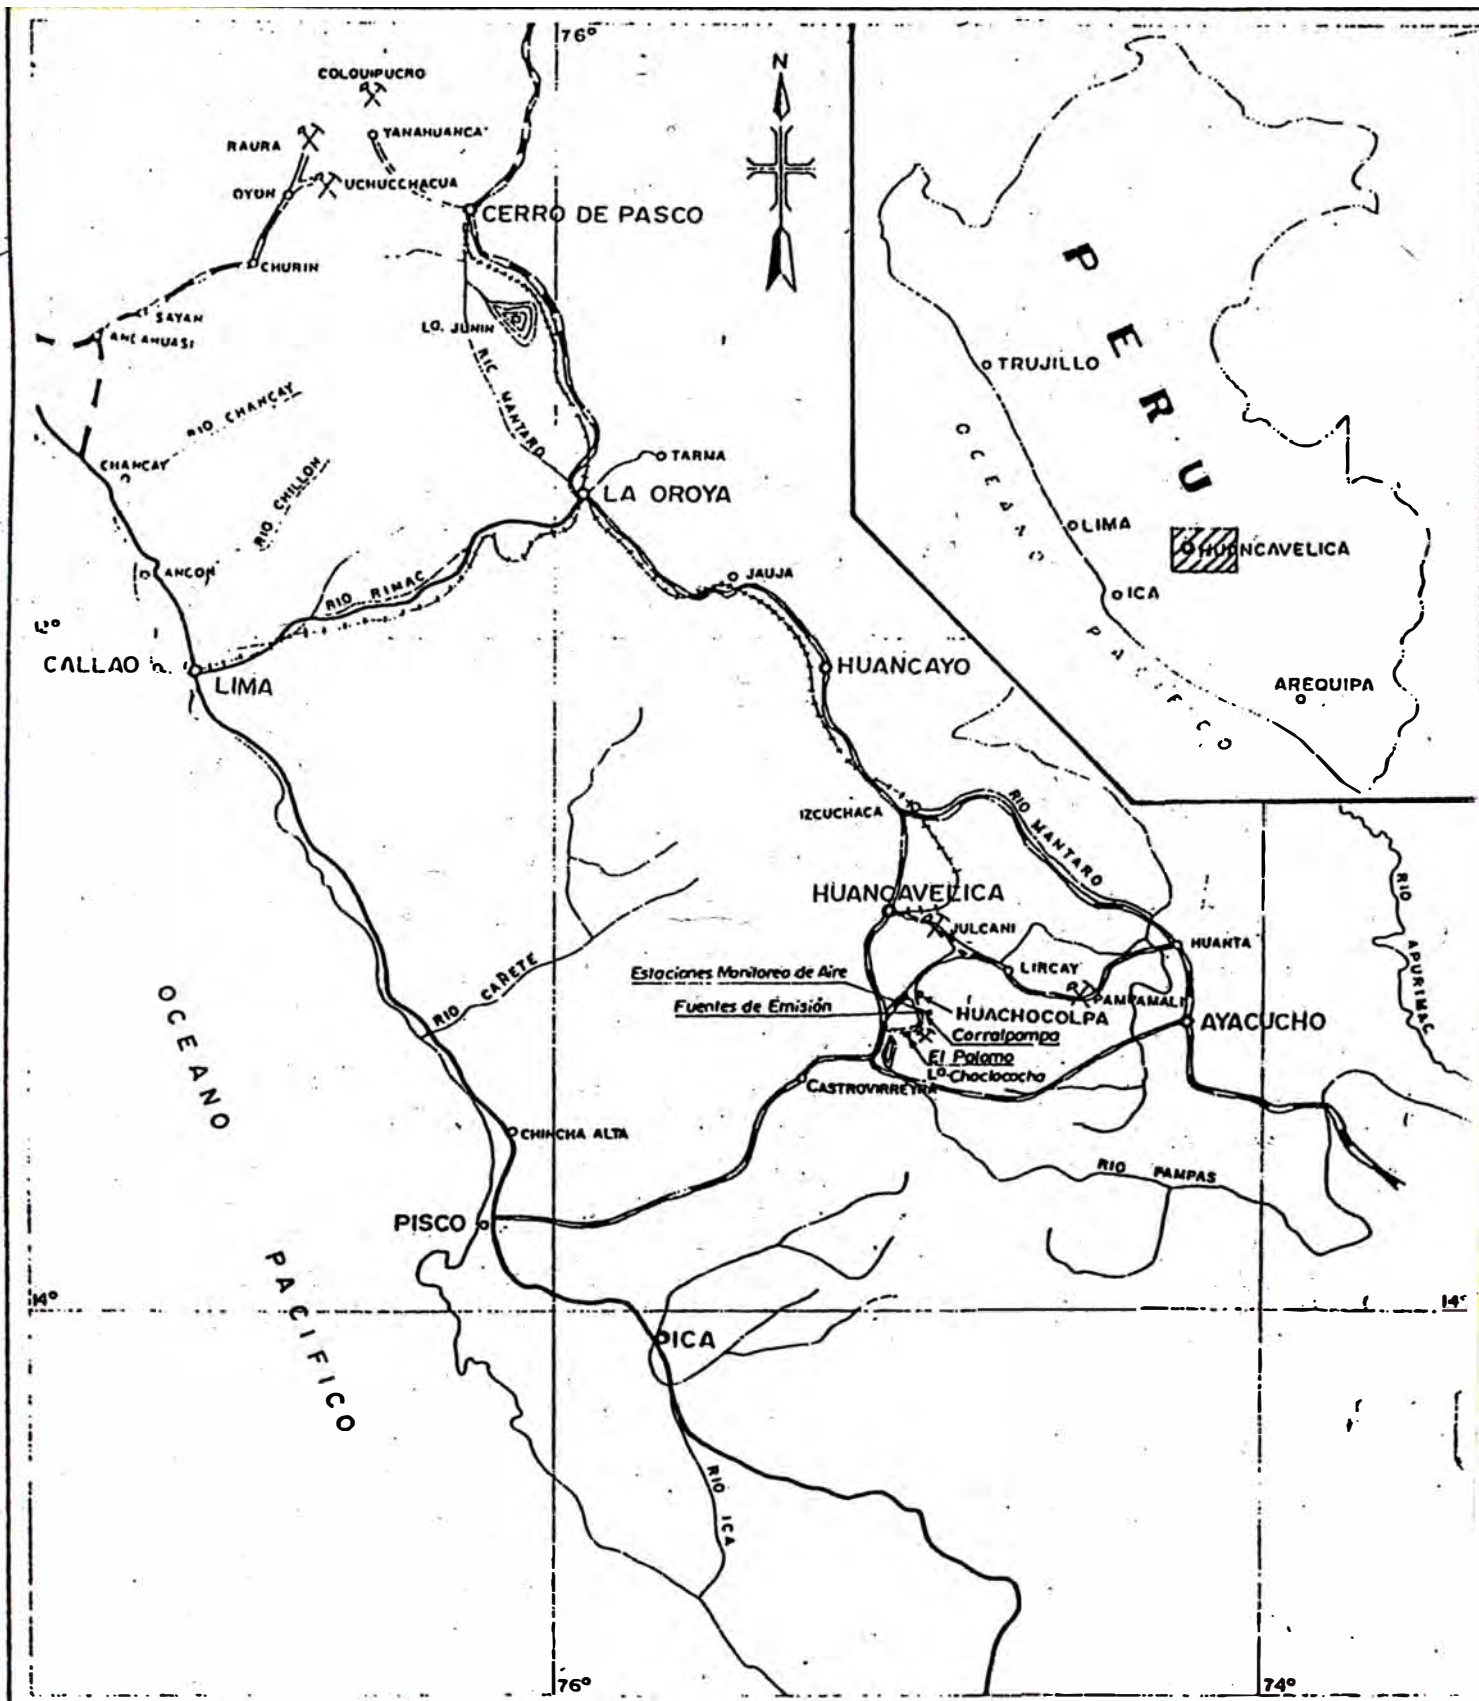 76°
N
COLQUIPUCRO
RAURA
YANAHUANCA
OYON
UCHUCCHACUA
CERRO DE PASCO
CHURIN
SAYAN
ANDAHUASI
LO. JUNIN
RIO MANTARO
RIO CHANCAY
CHANCAY
RIO CHILLON
TARMA
LA OROYA
ANCON
RIO RIMAC
JAUJA
CALLAO
LIMA
HUANCAYO
PERU
TRUJILLO
OCEANO PACIFICO
LIMA
HUANCAVELICA
ICA
AREQUIPA
IZCUCHACA
RIO MANTARO
HUANCAVELICA
JULCANI
HUANTA
RIO APURIMAC
LIRCAY
Estaciones Monitoreo de Aire
PAMPAMALI
Fuentes de Emisión
HUACHOCOLPA
AYACUCHO
Corralpampa
El Palomo
Lº Choclococha
CASTROVIRREYNA
RIO CAÑETE
OCEANO PACIFICO
CHINCHA ALTA
RIO PAMPAS
PISCO
14°
14°
ICA
RIO ICA
76°
74°